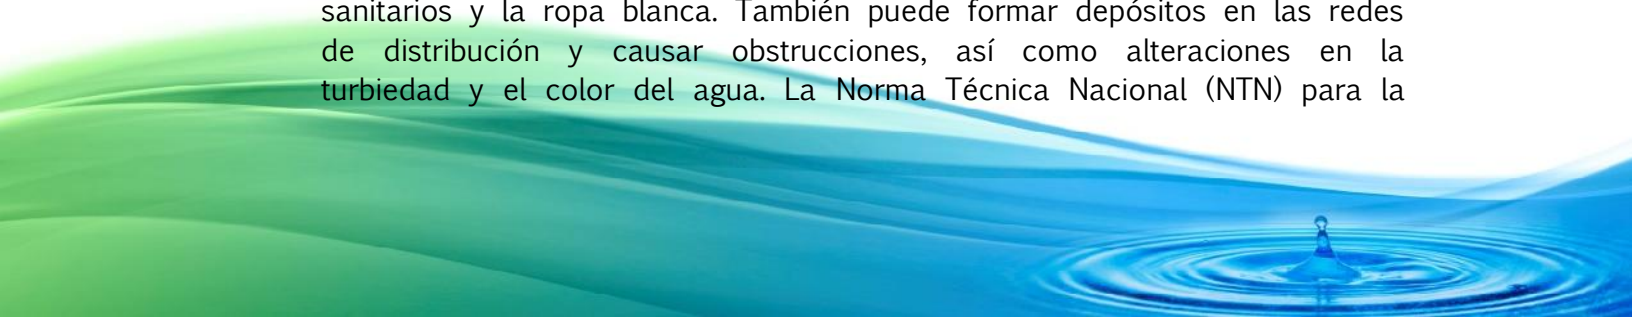 sanitarios y la ropa blanca. También puede formar depósitos en las redes
de distribución y causar obstrucciones, así como alteraciones en la
turbiedad y el color del agua. La Norma Técnica Nacional (NTN) para la